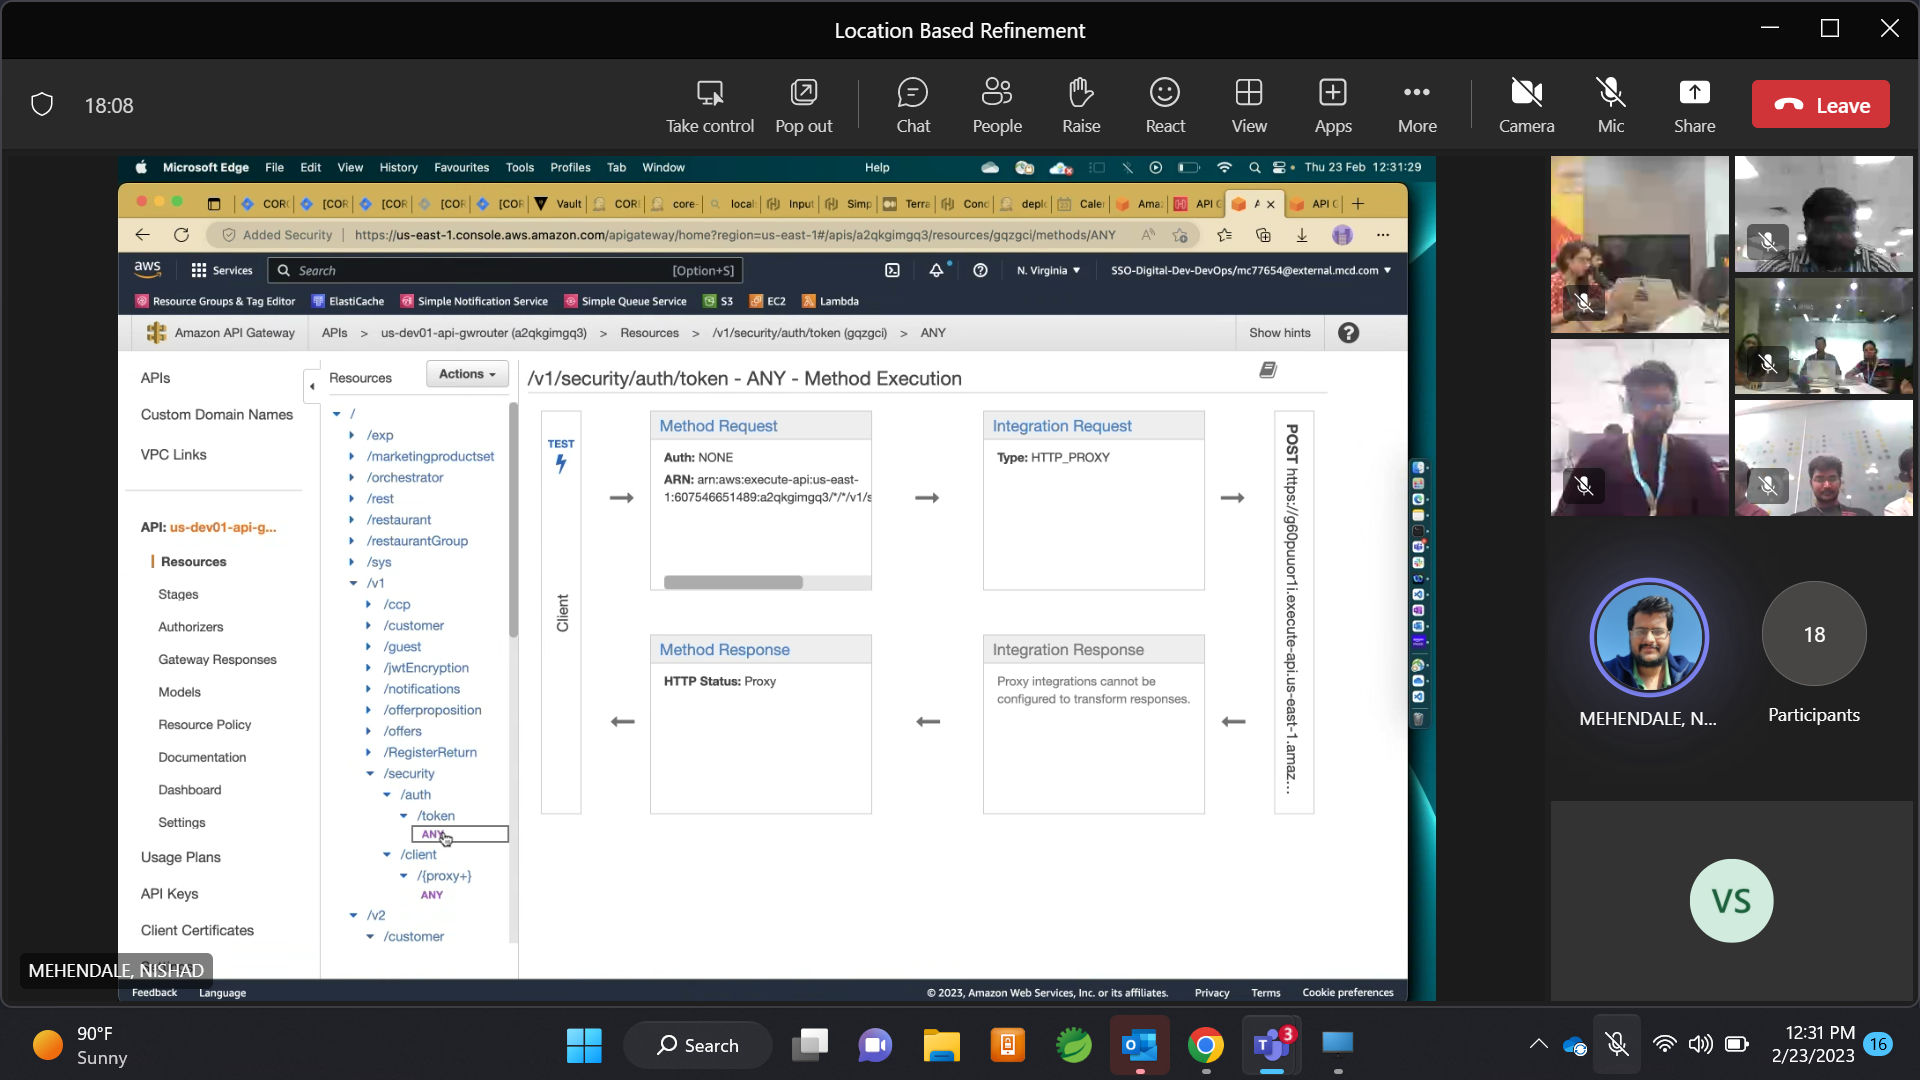 Location Based Refinement
18:08
Take control
Pop out
Chat
People
Raise
React
View
Apps
More
Camera
Mic
Share
Leave
Microsoft Edge File Edit View History Favourites Tools Profiles Tab Window Help Thu 23 Feb 12:31:29
[COR [COR [COR [COR Vault core- local Input Simp Terra Cond Ama API
Added Security https://us-east-1.console.aws.amazon.com/apigateway/home?region=us-east-1#/apis/a2qkgimgq3/resources/gqzgci/methods/ANY
aws Services Search [Option+S] N. Virginia SSO-Digital-Dev-DevOps/mc77654@external.mcd.com
Resource Groups & Tag Editor ElastiCache Simple Notification Service Simple Queue Service S3 EC2 Lambda
Amazon API Gateway APIs > us-dev01-api-gwrouter (a2qkgimgq3) > Resources > /v1/security/auth/token (gqzgci) > ANY Show hints ?
APIs
Custom Domain Names
VPC Links
API: us-dev01-api-g...
Resources
Stages
Authorizers
Gateway Responses
Models
Resource Policy
Documentation
Dashboard
Settings
Usage Plans
API Keys
Client Certificates
Resources Actions
/
/exp
/marketingproductset
/orchestrator
/rest
/restaurant
/restaurantGroup
/sys
/v1
/ccp
/customer
/guest
/jwtEncryption
/notifications
/offerproposition
/offers
/RegisterReturn
/security
/auth
/token
ANY
/client
/{proxy+}
ANY
/v2
/customer
/v1/security/auth/token - ANY - Method Execution
TEST
Client
Method Request
Auth: NONE
ARN: arn:aws:execute-api:us-east-
1:607546651489:a2qkgimgq3/*/*/v1/s
Integration Request
Type: HTTP_PROXY
Method Response
HTTP Status: Proxy
Integration Response
Proxy integrations cannot be
configured to transform responses.
POST https://g60puuor1i.execute-api.us-east-1.amaz...
MEHENDALE, NISHAD
Feedback Language © 2023, Amazon Web Services, Inc. or its affiliates. Privacy Terms Cookie preferences
MEHENDALE, N...
18
Participants
VS
90°F
Sunny
Search
3
12:31 PM
2/23/2023
16